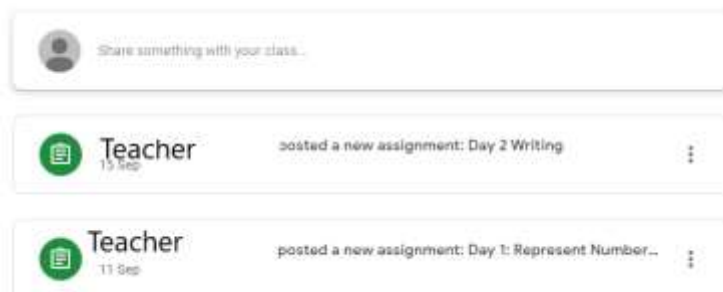 Share something with your class...
Teacher posted a new assignment: Day 2 Writing
15 Sep
Teacher posted a new assignment: Day 1: Represent Number...
11 Sep